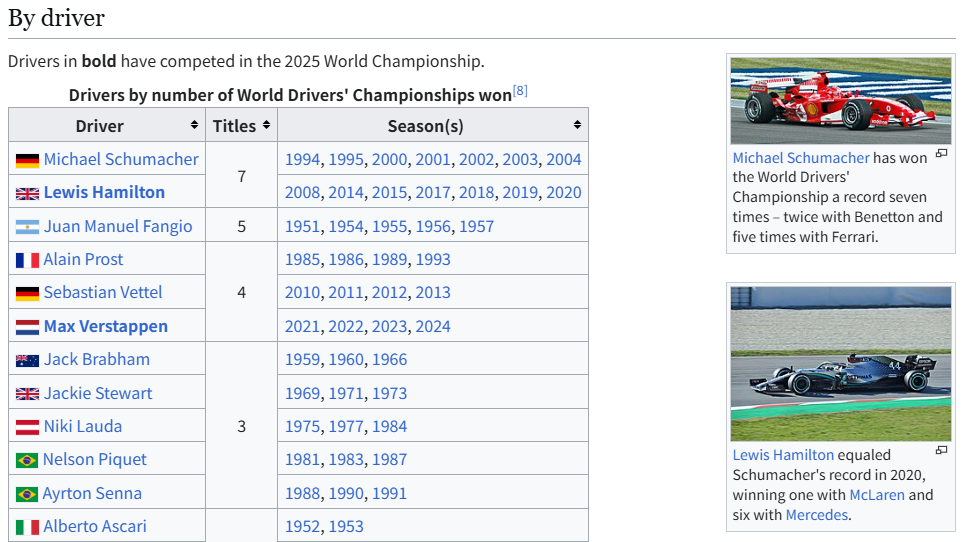 By driver
Drivers in bold have competed in the 2025 World Championship.
Drivers by number of World Drivers' Championships won[8]
Driver Titles Season(s)
Michael Schumacher 7 1994, 1995, 2000, 2001, 2002, 2003, 2004
Lewis Hamilton 2008, 2014, 2015, 2017, 2018, 2019, 2020
Juan Manuel Fangio 5 1951, 1954, 1955, 1956, 1957
Alain Prost 4 1985, 1986, 1989, 1993
Sebastian Vettel 2010, 2011, 2012, 2013
Max Verstappen 2021, 2022, 2023, 2024
Jack Brabham 3 1959, 1960, 1966
Jackie Stewart 1969, 1971, 1973
Niki Lauda 1975, 1977, 1984
Nelson Piquet 1981, 1983, 1987
Ayrton Senna 1988, 1990, 1991
Alberto Ascari 1952, 1953
Michael Schumacher has won
the World Drivers'
Championship a record seven
times – twice with Benetton and
five times with Ferrari.
44
Lewis Hamilton equaled
Schumacher's record in 2020,
winning one with McLaren and
six with Mercedes.